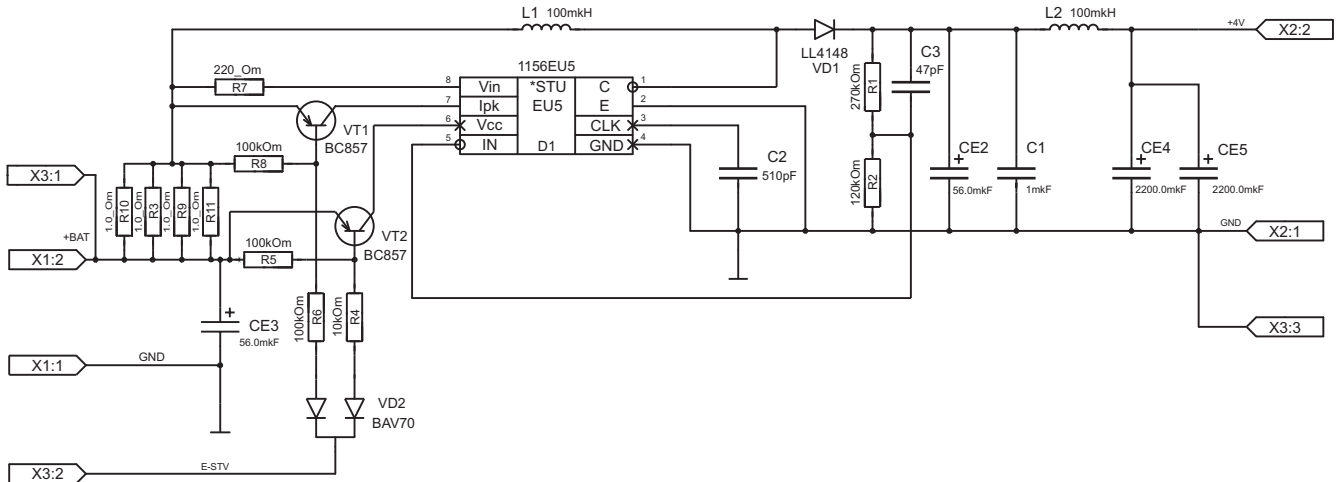 L1 100mkH
L2 100mkH
+4V
X2:2
LL4148
VD1
C3
47pF
270kOm
R1
220_Om
R7
1156EU5
8
Vin
*STU
C
1
7
Ipk
EU5
E
2
6
Vcc
CLK
3
5
IN
D1
GND
4
VT1
BC857
100kOm
R8
X3:1
1.0_Om
R10
1.0_Om
R3
1.0_Om
R9
1.0_Om
R11
C2
510pF
120kOm
R2
CE2
56.0mkF
C1
1mkF
CE4
2200.0mkF
CE5
2200.0mkF
+BAT
X1:2
100kOm
R5
VT2
BC857
GND
X2:1
CE3
56.0mkF
100kOm
R6
10kOm
R4
X3:3
X1:1
GND
VD2
BAV70
X3:2
E-STV